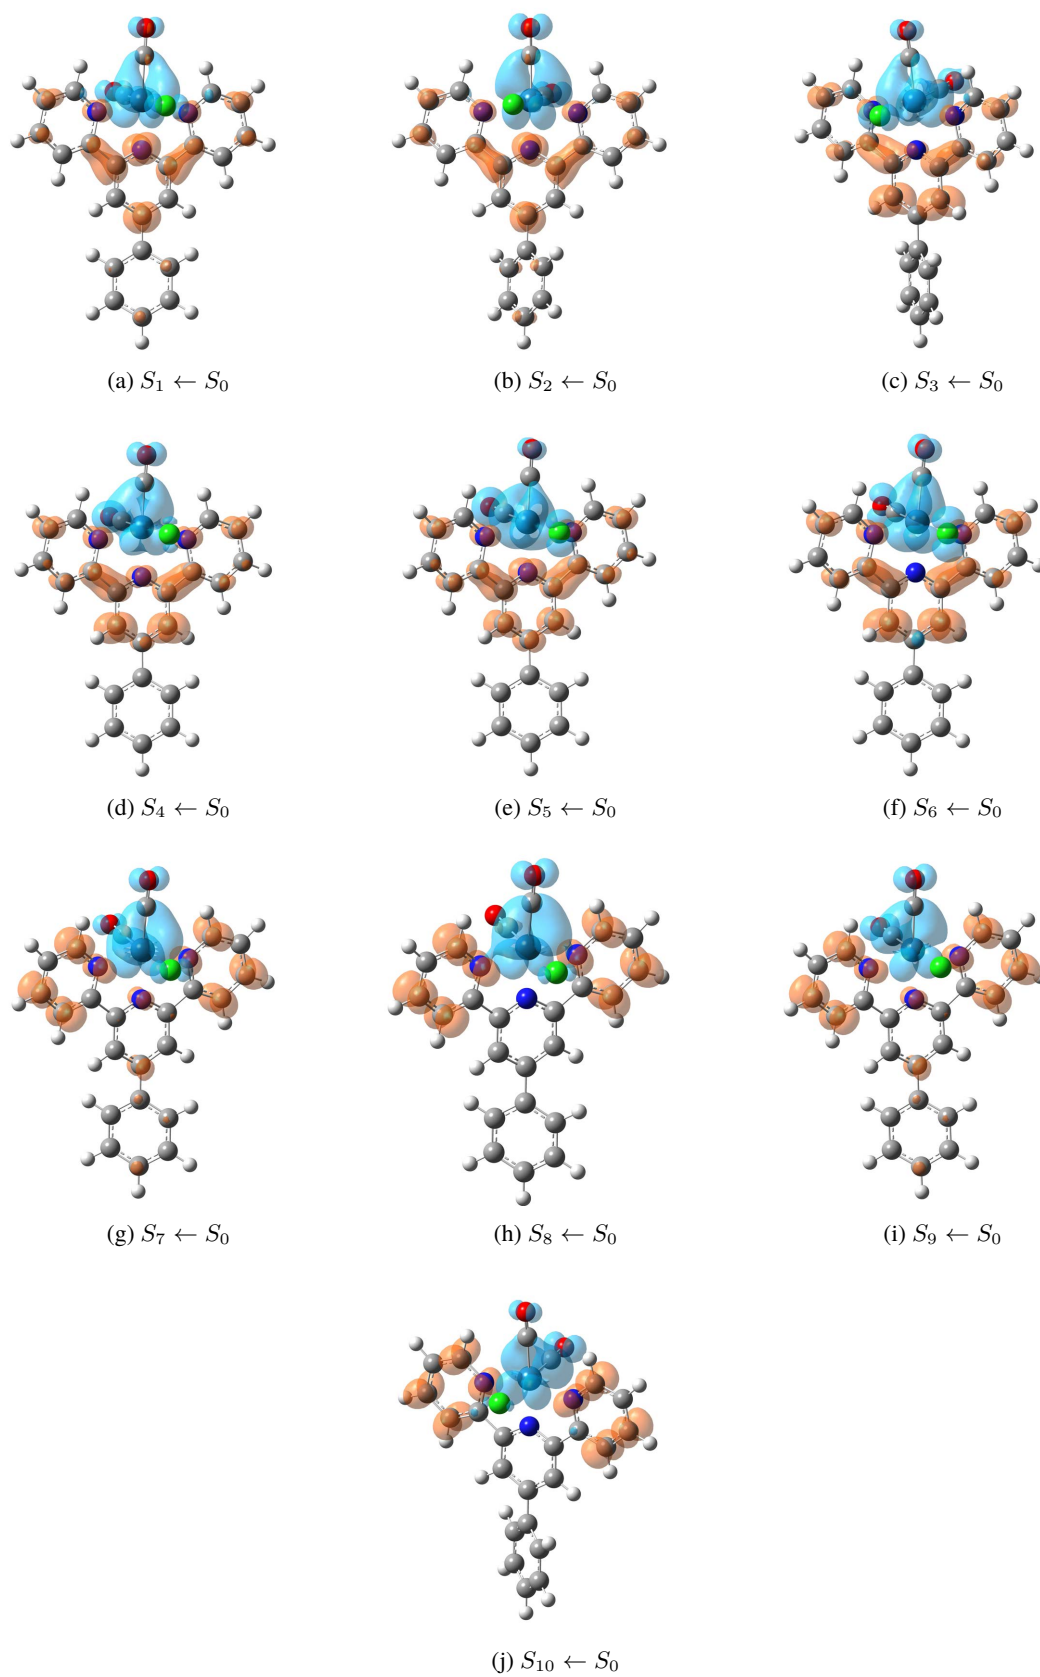 (a) S₁ ← S₀
(b) S₂ ← S₀
(c) S₃ ← S₀
(d) S₄ ← S₀
(e) S₅ ← S₀
(f) S₆ ← S₀
(g) S₇ ← S₀
(h) S₈ ← S₀
(i) S₉ ← S₀
(j) S₁₀ ← S₀